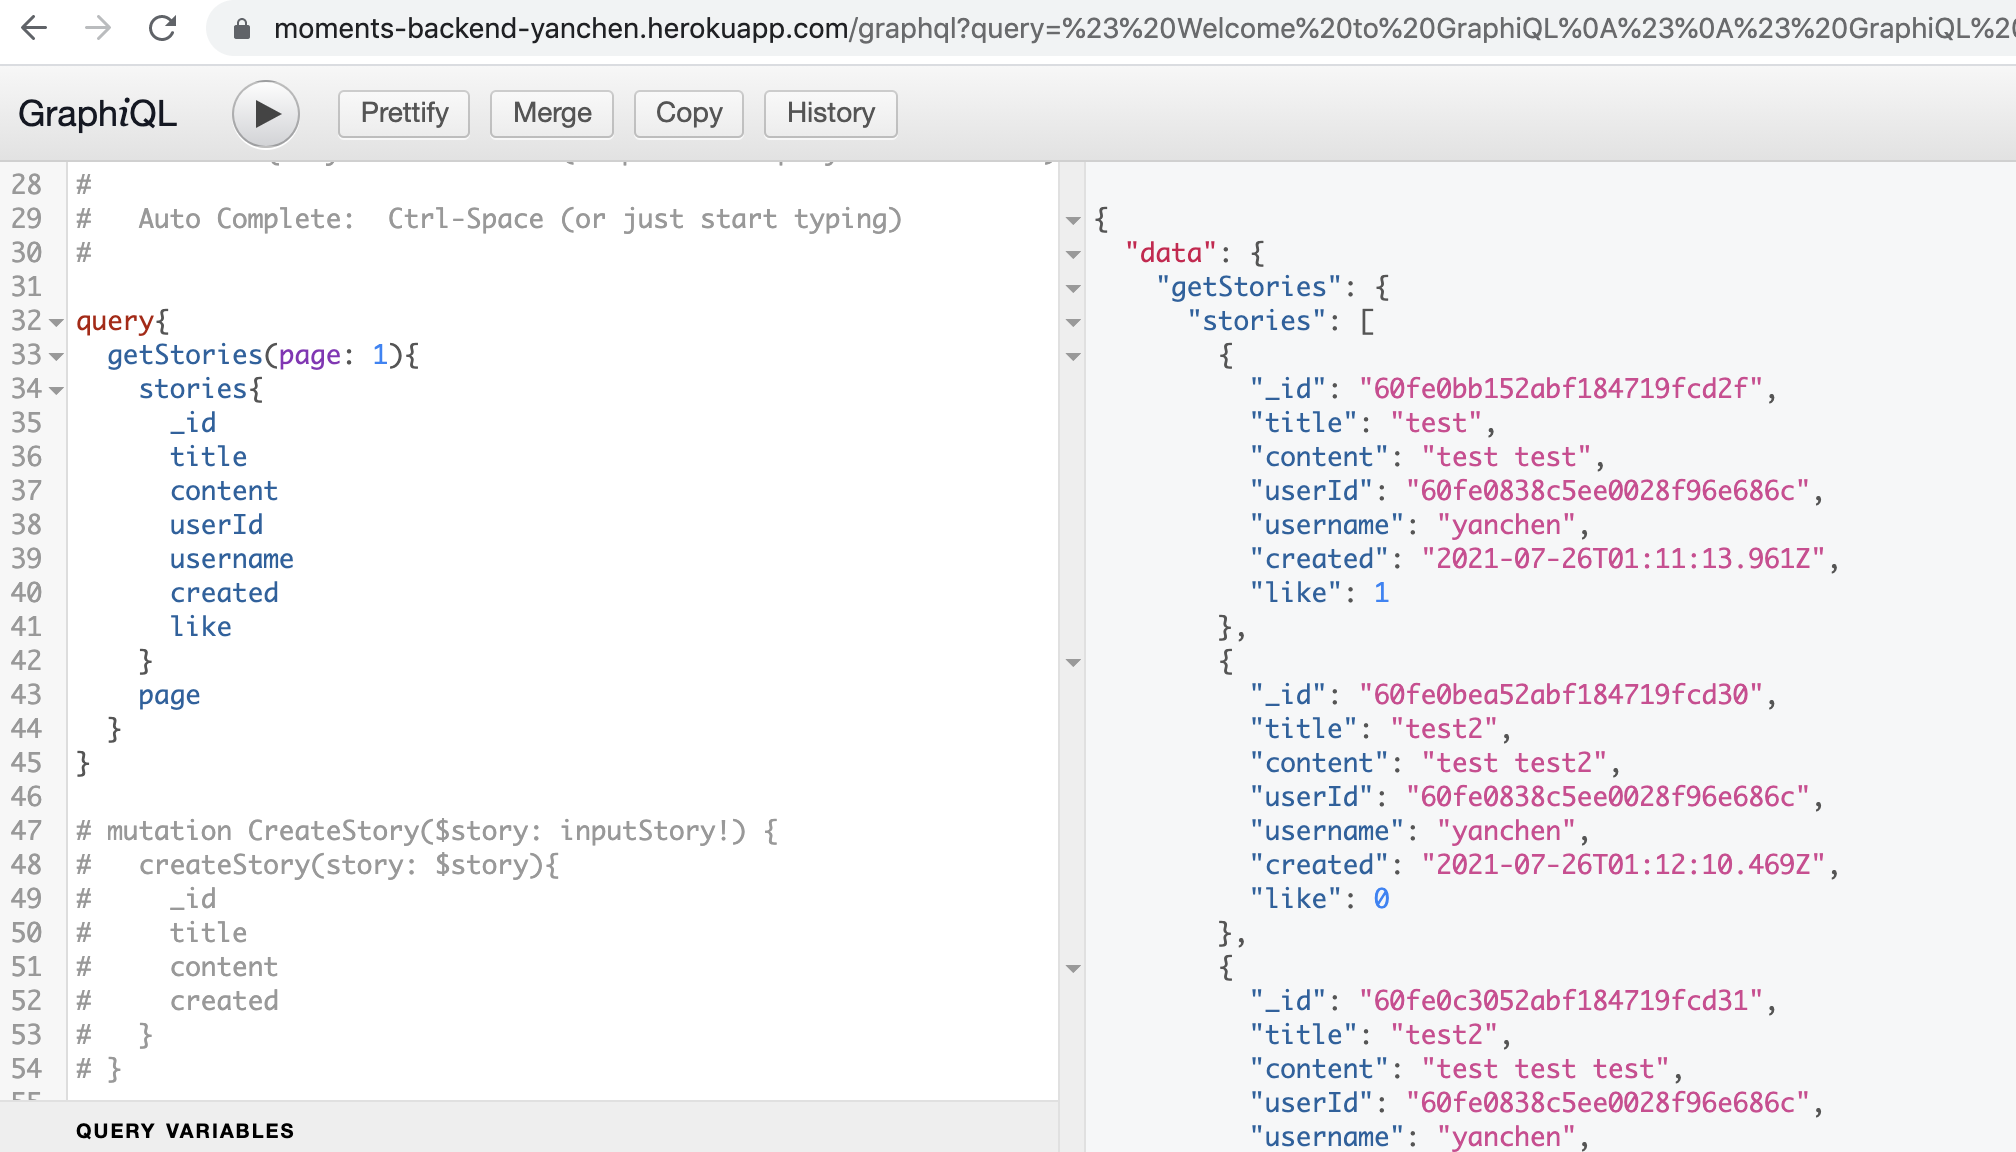 moments-backend-yanchen.herokuapp.com/graphql?query=%23%20Welcome%20to%20GraphiQL%0A%23%0A%23%20GraphiQL%20
GraphiQL
Prettify
Merge
Copy
History
28 #
29 #   Auto Complete:  Ctrl-Space (or just start typing)
30 #
31
32 query{
33   getStories(page: 1){
34     stories{
35       _id
36       title
37       content
38       userId
39       username
40       created
41       like
42     }
43     page
44   }
45 }
46
47 # mutation CreateStory($story: inputStory!) {
48 #   createStory(story: $story){
49 #     _id
50 #     title
51 #     content
52 #     created
53 #   }
54 # }
55
QUERY VARIABLES
{
  "data": {
    "getStories": {
      "stories": [
        {
          "_id": "60fe0bb152abf184719fcd2f",
          "title": "test",
          "content": "test test",
          "userId": "60fe0838c5ee0028f96e686c",
          "username": "yanchen",
          "created": "2021-07-26T01:11:13.961Z",
          "like": 1
        },
        {
          "_id": "60fe0bea52abf184719fcd30",
          "title": "test2",
          "content": "test test2",
          "userId": "60fe0838c5ee0028f96e686c",
          "username": "yanchen",
          "created": "2021-07-26T01:12:10.469Z",
          "like": 0
        },
        {
          "_id": "60fe0c3052abf184719fcd31",
          "title": "test2",
          "content": "test test test",
          "userId": "60fe0838c5ee0028f96e686c",
          "username": "yanchen",